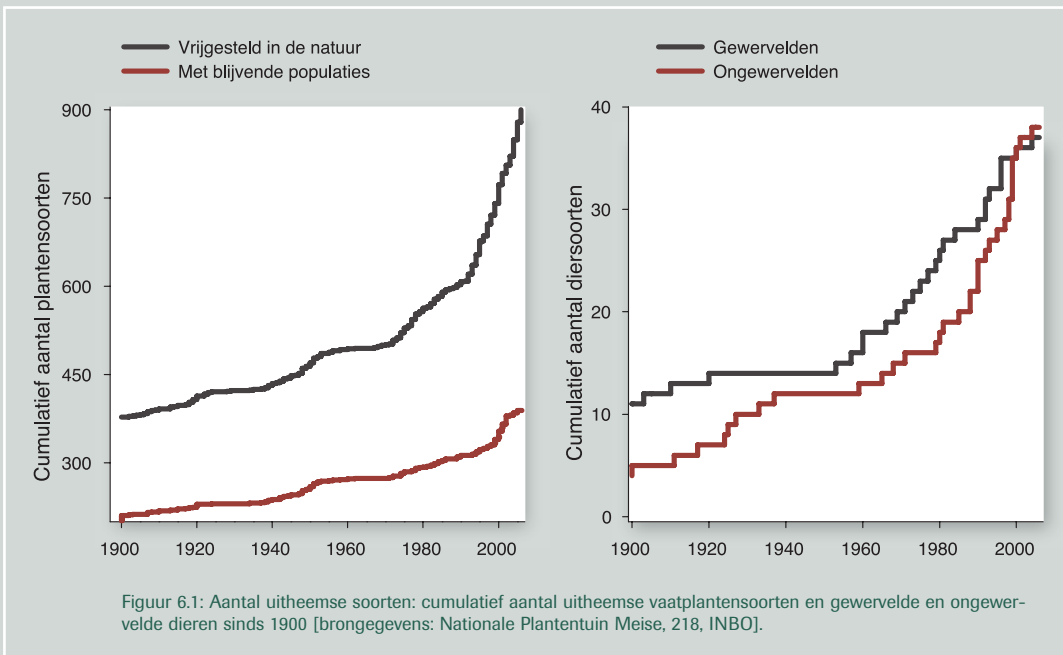 Vrijgesteld in de natuur
Met blijvende populaties
Cumulatief aantal plantensoorten
900
750
600
450
300
1900 1920 1940 1960 1980 2000
Gewervelden
Ongewervelden
Cumulatief aantal diersoorten
40
30
20
10
0
1900 1920 1940 1960 1980 2000
Figuur 6.1: Aantal uitheemse soorten: cumulatief aantal uitheemse vaatplantensoorten en gewervelde en ongewer-
velde dieren sinds 1900 [brongegevens: Nationale Plantentuin Meise, 218, INBO].